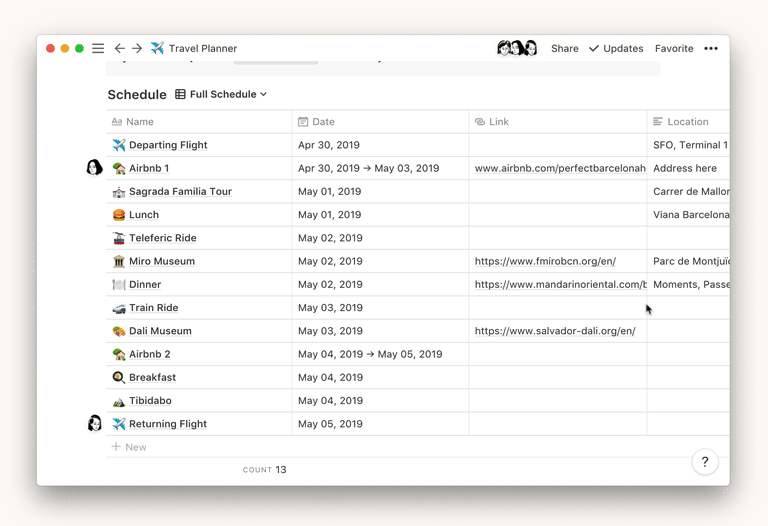 Travel Planner Share Updates Favorite
Schedule Full Schedule
Aa Name Date Link Location
Departing Flight Apr 30, 2019 SFO, Terminal 1
Airbnb 1 Apr 30, 2019 → May 03, 2019 www.airbnb.com/perfectbarcelonah Address here
Sagrada Familia Tour May 01, 2019 Carrer de Mallor
Lunch May 01, 2019 Viana Barcelona
Teleferic Ride May 02, 2019
Miro Museum May 02, 2019 https://www.fmirobcn.org/en/ Parc de Montjuï
Dinner May 02, 2019 https://www.mandarinoriental.com/b Moments, Passe
Train Ride May 03, 2019
Dali Museum May 03, 2019 https://www.salvador-dali.org/en/
Airbnb 2 May 04, 2019 → May 05, 2019
Breakfast May 04, 2019
Tibidabo May 04, 2019
Returning Flight May 05, 2019
+ New
COUNT 13
?